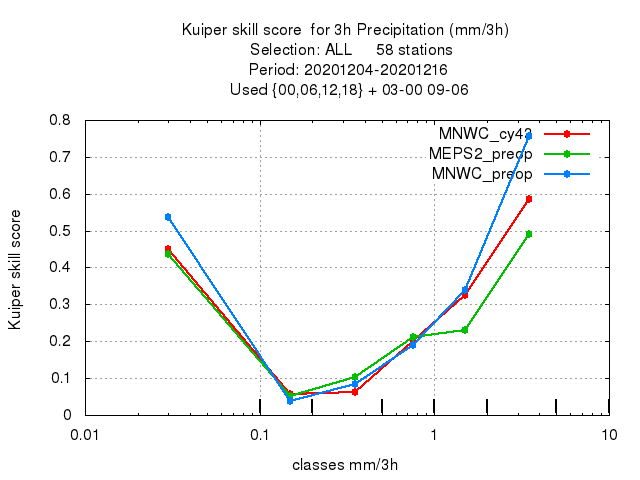 Kuiper skill score  for 3h Precipitation (mm/3h)
Selection: ALL     58 stations
Period: 20201204-20201216
Used {00,06,12,18} + 03-00 09-06
0.8
0.7
0.6
0.5
0.4
0.3
0.2
0.1
0
Kuiper skill score
MNWC_cy43
MEPS2_preop
MNWC_preop
0.01
0.1
1
10
classes mm/3h